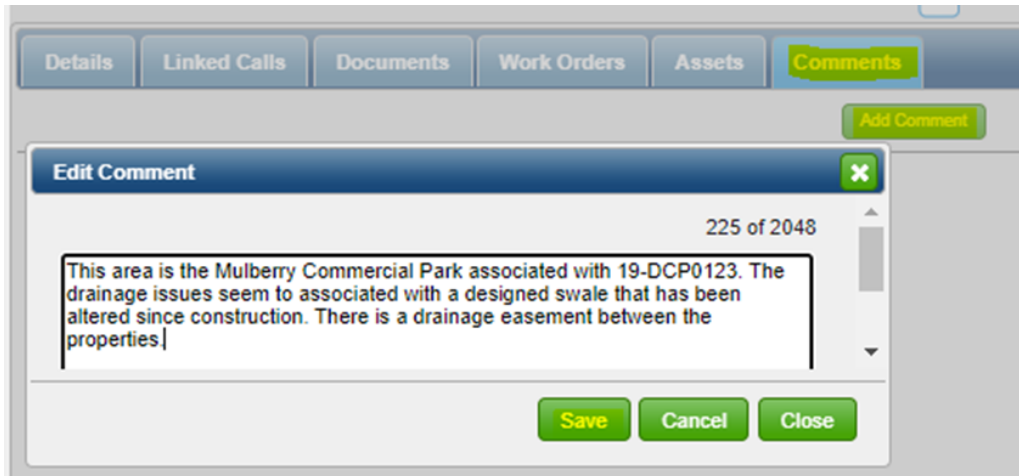 Details Linked Calls Documents Work Orders Assets Comments
Add Comment
Edit Comment
225 of 2048
This area is the Mulberry Commercial Park associated with 19-DCP0123. The
drainage issues seem to associated with a designed swale that has been
altered since construction. There is a drainage easement between the
properties.
Save Cancel Close